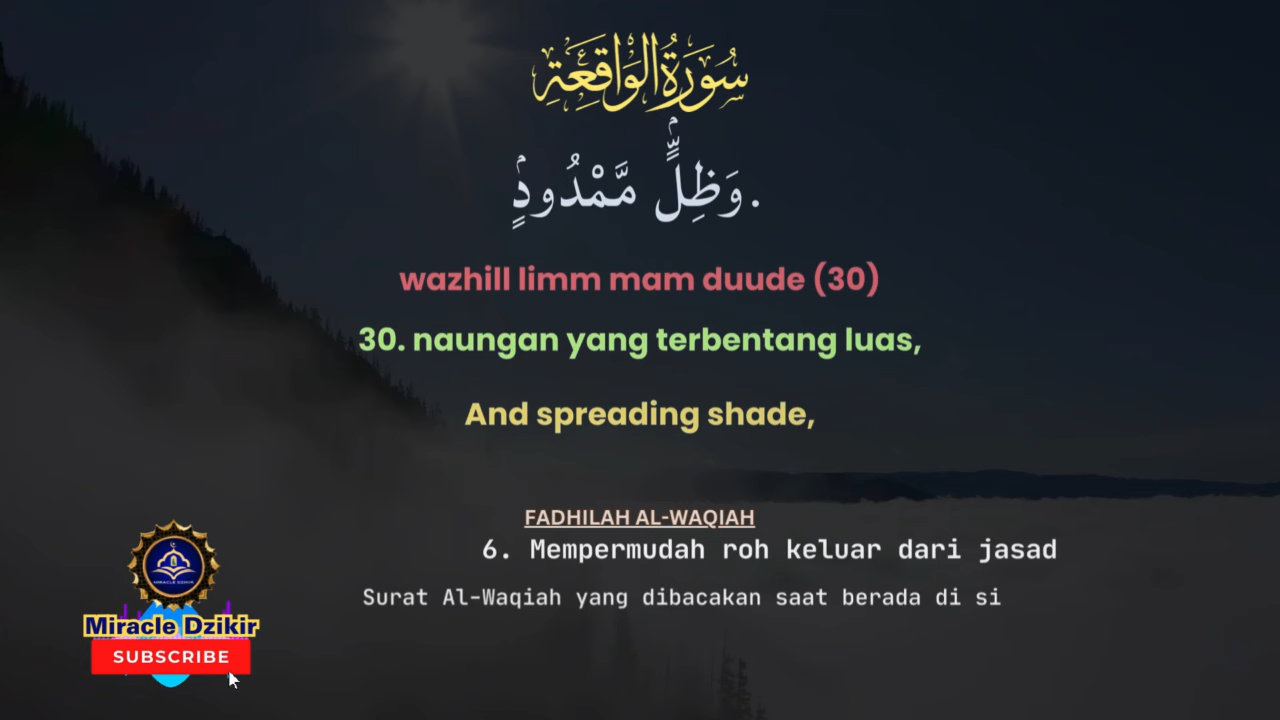 سُورَةُ الْوَاقِعَةِ
.وَظِلٍّۢ مَّمْدُودٍۢ
wazhill limm mam duude (30)
30. naungan yang terbentang luas,
And spreading shade,
FADHILAH AL-WAQIAH
6. Mempermudah roh keluar dari jasad
Surat Al-Waqiah yang dibacakan saat berada di si
MIRACLE DZIKIR
Miracle Dzikir
SUBSCRIBE